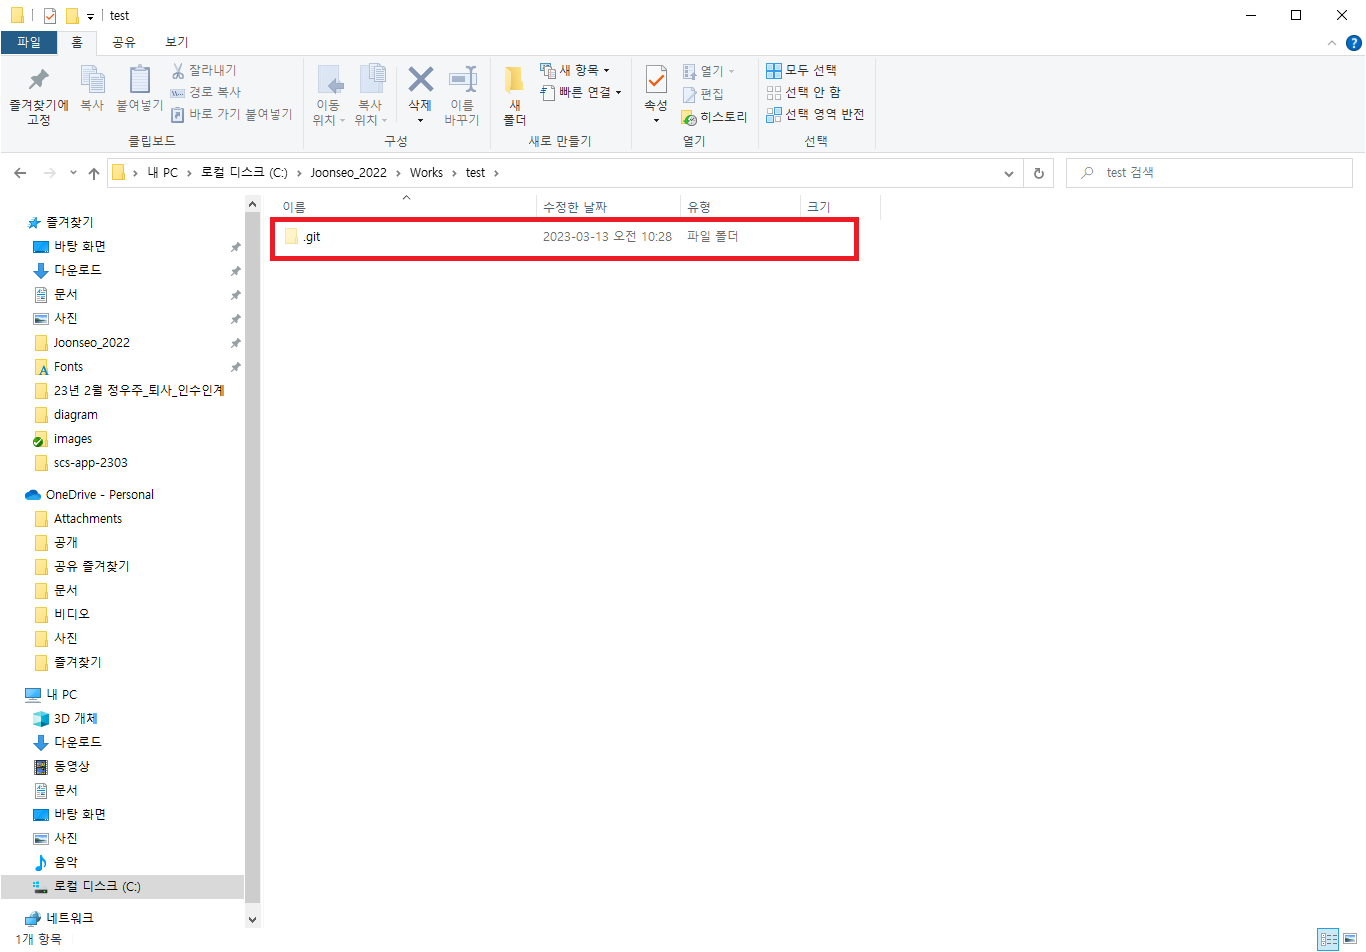 test
파일
홈
공유
보기
즐겨찾기에
고정
복사
붙여넣기
잘라내기
경로 복사
바로 가기 붙여넣기
클립보드
이동
위치
복사
위치
삭제
이름
바꾸기
구성
새
폴더
새 항목
빠른 연결
새로 만들기
속성
열기
편집
히스토리
열기
모두 선택
선택 안 함
선택 영역 반전
선택
내 PC > 로컬 디스크 (C:) > Joonseo_2022 > Works > test >
test 검색
이름
수정한 날짜
유형
크기
.git
2023-03-13 오전 10:28
파일 폴더
즐겨찾기
바탕 화면
다운로드
문서
사진
Joonseo_2022
Fonts
23년 2월 정우주_퇴사_인수인계
diagram
images
scs-app-2303
OneDrive - Personal
Attachments
공개
공유 즐겨찾기
문서
비디오
사진
즐겨찾기
내 PC
3D 개체
다운로드
동영상
문서
바탕 화면
사진
음악
로컬 디스크 (C:)
네트워크
1개 항목